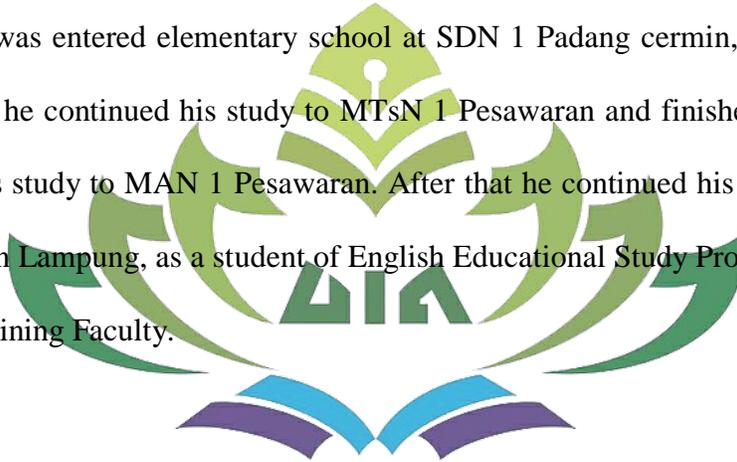 was entered elementary school at SDN 1 Padang cermin,
he continued his study to MTsN 1 Pesawaran and finishe
s study to MAN 1 Pesawaran. After that he continued his
n Lampung, as a student of English Educational Study Pro
UIN
ining Faculty.